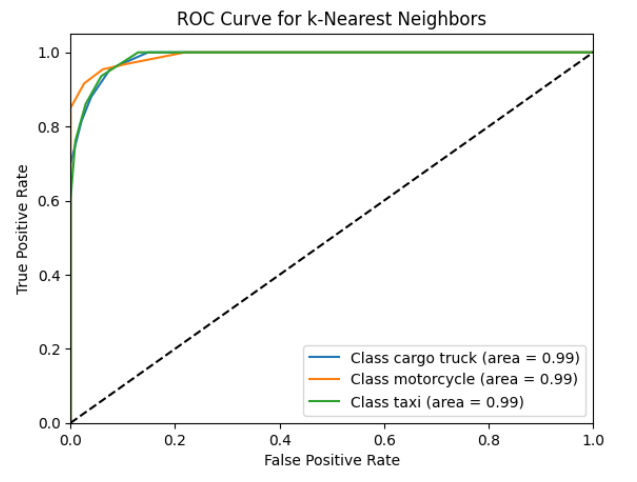 ROC Curve for k-Nearest Neighbors
1.0
0.8
0.6
0.4
0.2
0.0
True Positive Rate
Class cargo truck (area = 0.99)
Class motorcycle (area = 0.99)
Class taxi (area = 0.99)
0.0 0.2 0.4 0.6 0.8 1.0
False Positive Rate